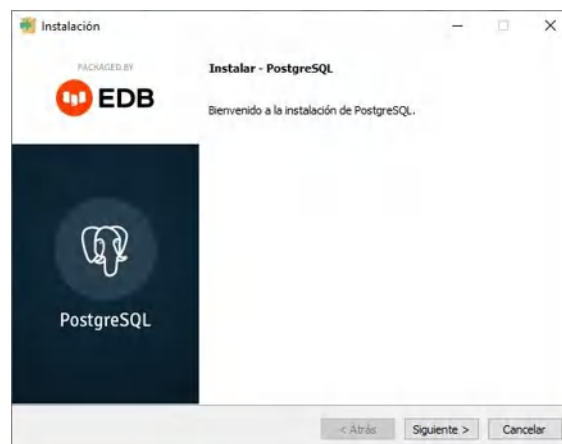 Instalación
PACKAGED BY
EDB
Instalar - PostgreSQL
Bienvenido a la instalación de PostgreSQL.
PostgreSQL
< Atrás
Siguiente >
Cancelar